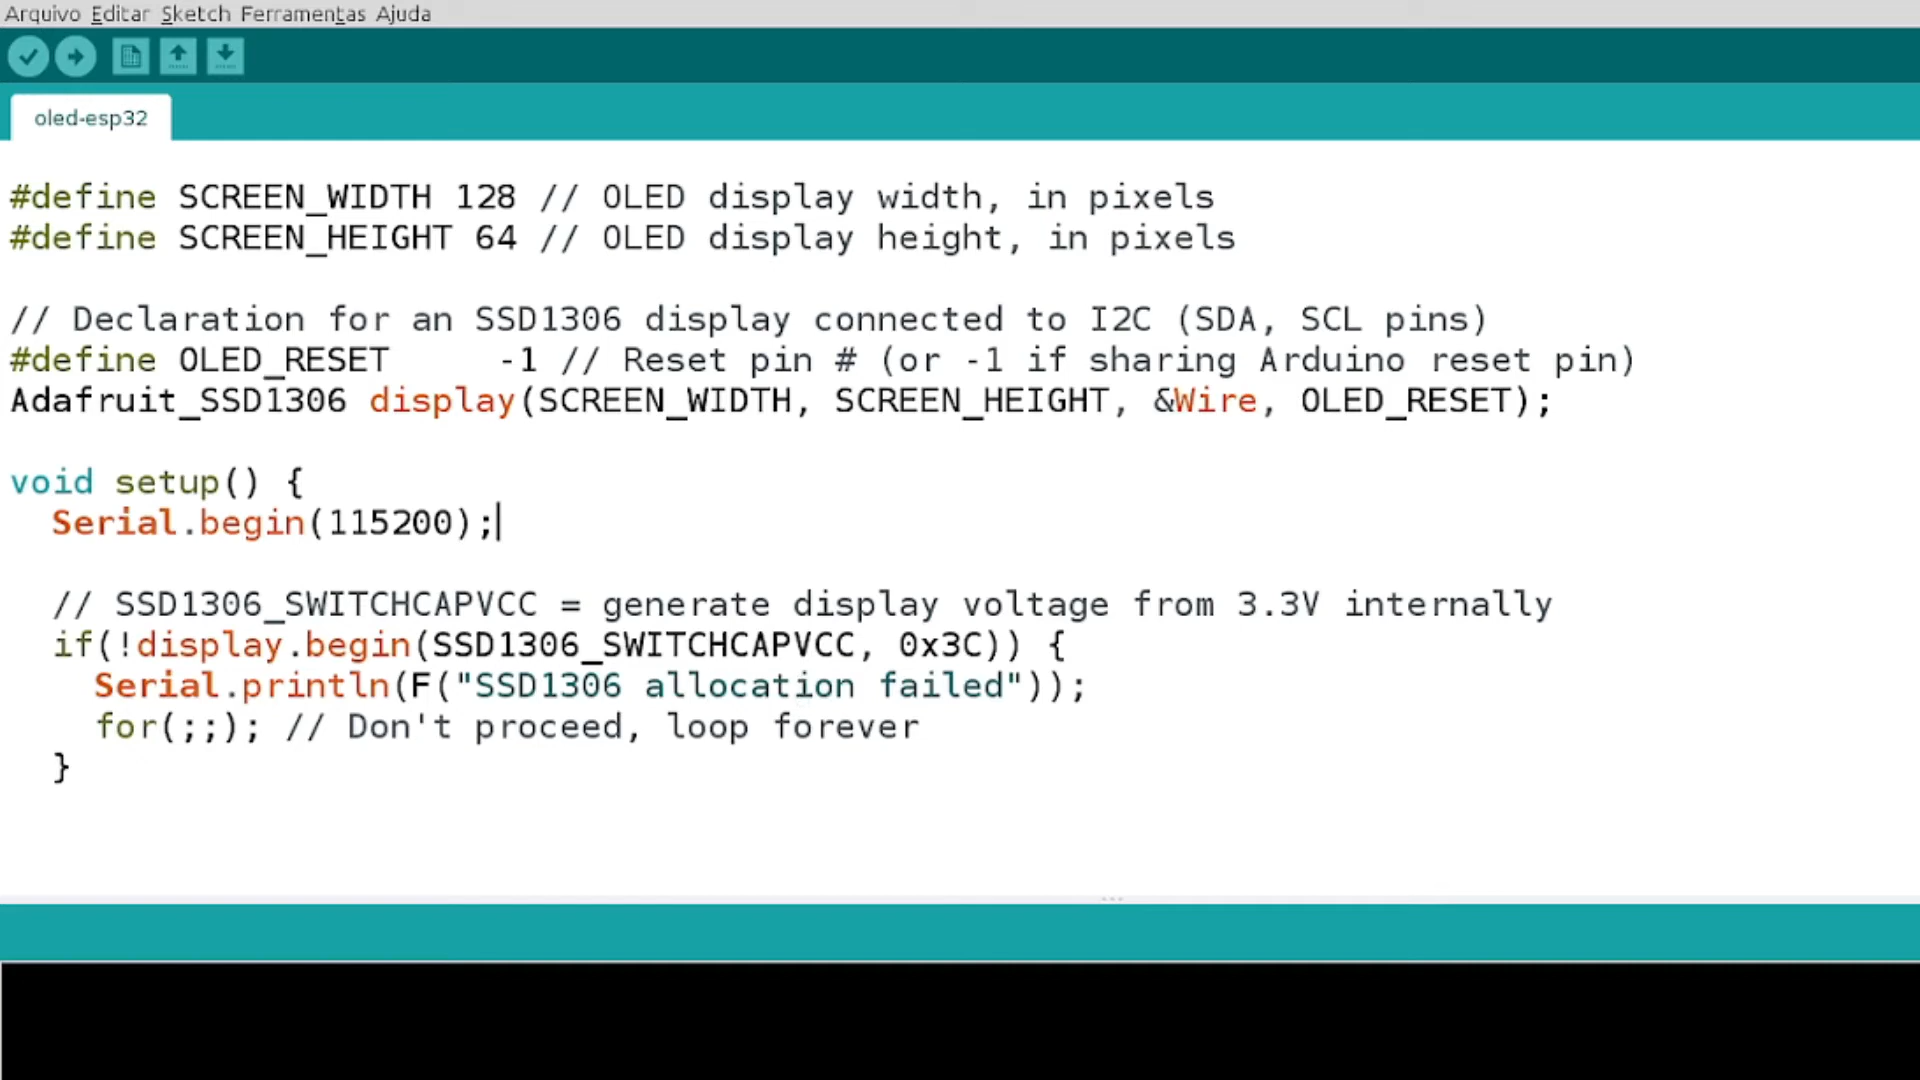 Arquivo Editar Sketch Ferramentas Ajuda
oled-esp32
#define SCREEN_WIDTH 128 // OLED display width, in pixels
#define SCREEN_HEIGHT 64 // OLED display height, in pixels
// Declaration for an SSD1306 display connected to I2C (SDA, SCL pins)
#define OLED_RESET     -1 // Reset pin # (or -1 if sharing Arduino reset pin)
Adafruit_SSD1306 display(SCREEN_WIDTH, SCREEN_HEIGHT, &Wire, OLED_RESET);
void setup() {
  Serial.begin(115200);
  // SSD1306_SWITCHCAPVCC = generate display voltage from 3.3V internally
  if(!display.begin(SSD1306_SWITCHCAPVCC, 0x3C)) {
    Serial.println(F("SSD1306 allocation failed"));
    for(;;); // Don't proceed, loop forever
  }